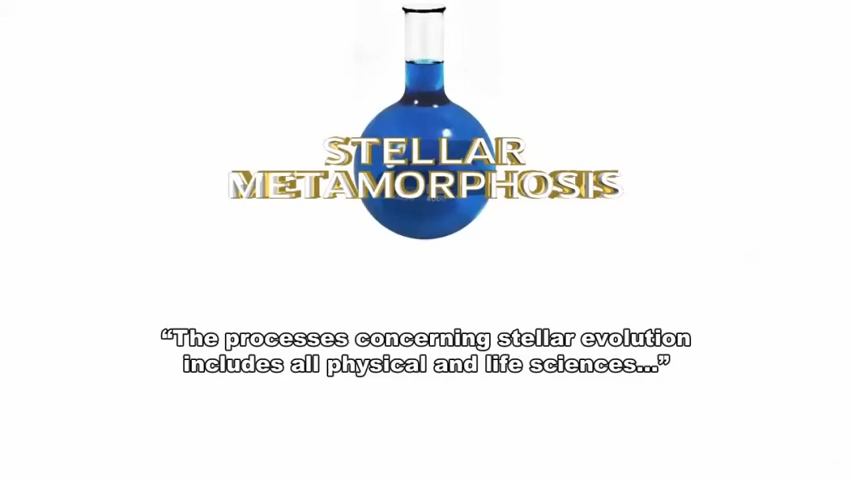 STELLAR
METAMORPHOSIS
“The processes concerning stellar evolution
includes all physical and life sciences...”